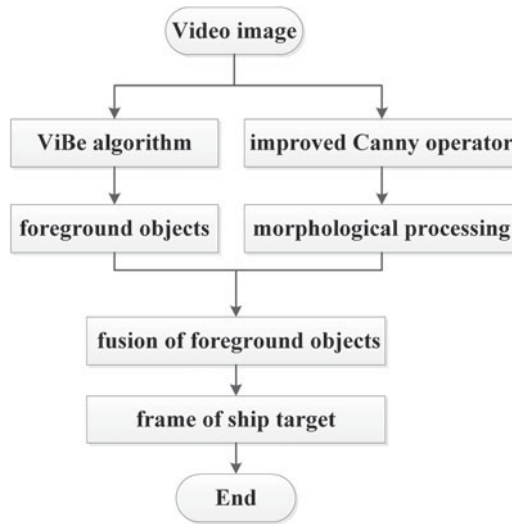 Video image
ViBe algorithm
improved Canny operator
foreground objects
morphological processing
fusion of foreground objects
frame of ship target
End